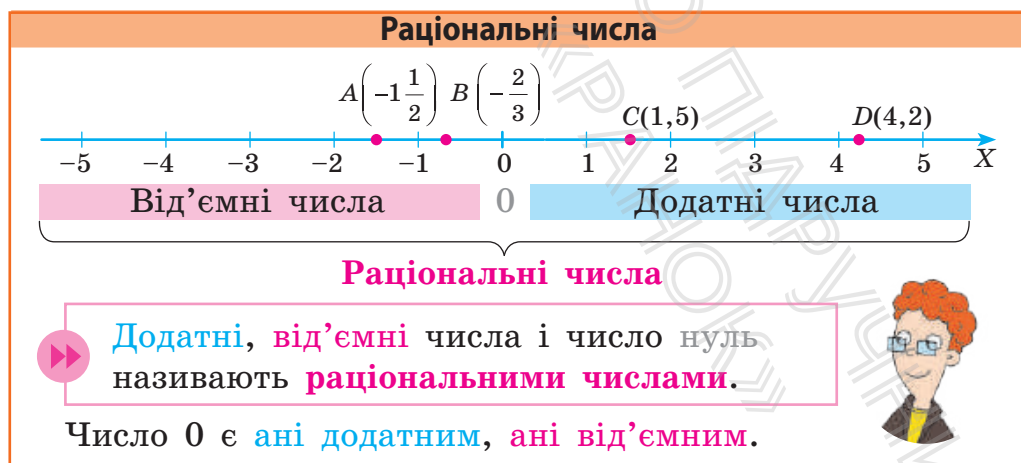 Раціональні числа
A(−1 1/2) B(−2/3) C(1,5) D(4,2)
−5 −4 −3 −2 −1 0 1 2 3 4 5 X
Від’ємні числа 0 Додатні числа
Раціональні числа
Додатні, від’ємні числа і число нуль
називають раціональними числами.
Число 0 є ані додатним, ані від’ємним.